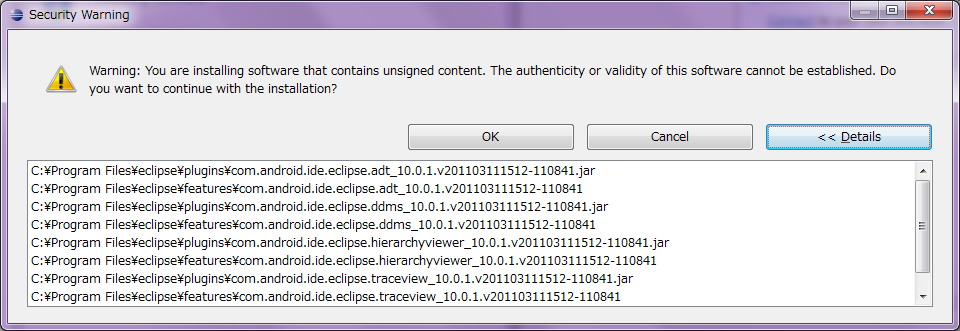 Security Warning
Warning: You are installing software that contains unsigned content. The authenticity or validity of this software cannot be established. Do
you want to continue with the installation?
OK Cancel << Details
C:¥Program Files¥eclipse¥plugins¥com.android.ide.eclipse.adt_10.0.1.v201103111512-110841.jar
C:¥Program Files¥eclipse¥features¥com.android.ide.eclipse.adt_10.0.1.v201103111512-110841
C:¥Program Files¥eclipse¥plugins¥com.android.ide.eclipse.ddms_10.0.1.v201103111512-110841.jar
C:¥Program Files¥eclipse¥features¥com.android.ide.eclipse.ddms_10.0.1.v201103111512-110841
C:¥Program Files¥eclipse¥plugins¥com.android.ide.eclipse.hierarchyviewer_10.0.1.v201103111512-110841.jar
C:¥Program Files¥eclipse¥features¥com.android.ide.eclipse.hierarchyviewer_10.0.1.v201103111512-110841
C:¥Program Files¥eclipse¥plugins¥com.android.ide.eclipse.traceview_10.0.1.v201103111512-110841.jar
C:¥Program Files¥eclipse¥features¥com.android.ide.eclipse.traceview_10.0.1.v201103111512-110841